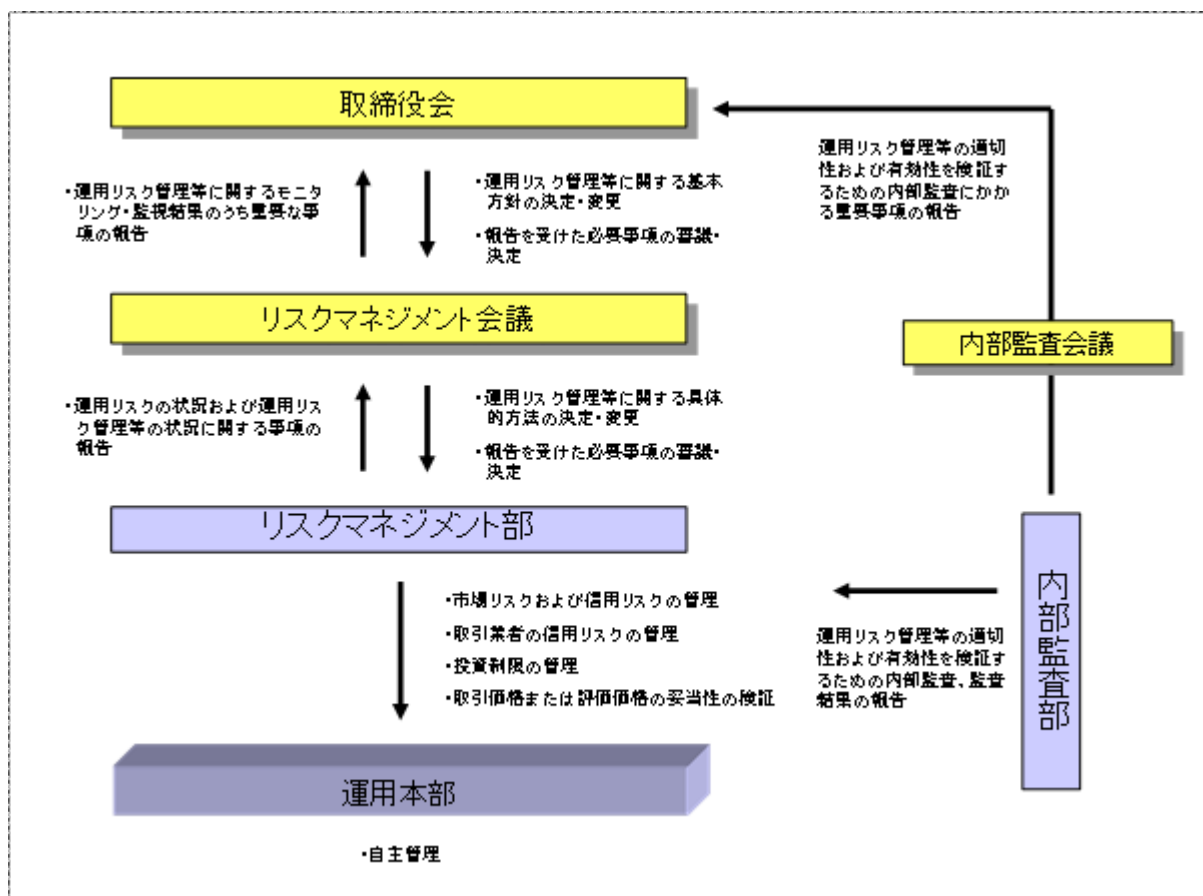 取締役会
・運用リスク管理等に関するモニ
タリング・監視結果のうち重要な事
項の報告
・運用リスク管理等に関する基本
方針の決定・変更
・報告を受けた必要事項の審議・
決定
運用リスク管理等の適切
性および有効性を検証す
るための内部監査にかか
る重要事項の報告
リスクマネジメント会議
内部監査会議
・運用リスクの状況および運用リス
ク管理等の状況に関する事項の
報告
・運用リスク管理等に関する具体
的方法の決定・変更
・報告を受けた必要事項の審議・
決定
リスクマネジメント部
内部監査部
・市場リスクおよび信用リスクの管理
・取引業者の信用リスクの管理
・投資制限の管理
・取引価格または評価価格の妥当性の検証
運用リスク管理等の適切
性および有効性を検証す
るための内部監査、監査
結果の報告
運用本部
・自主管理